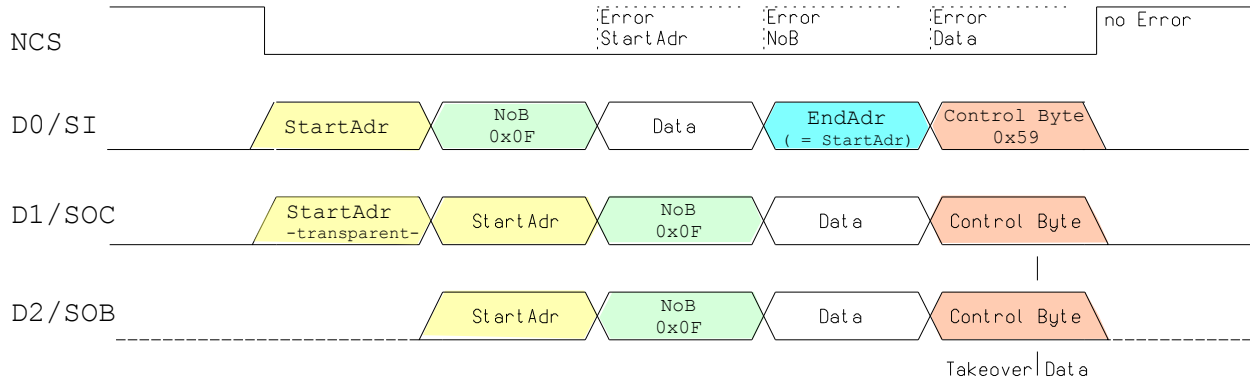 NCS
Error
StartAdr
Error
NoB
Error
Data
no Error
D0/SI
StartAdr
NoB
0x0F
Data
EndAdr
( = StartAdr)
Control Byte
0x59
D1/SOC
StartAdr
-transparent-
StartAdr
NoB
0x0F
Data
Control Byte
D2/SOB
StartAdr
NoB
0x0F
Data
Control Byte
Takeover Data